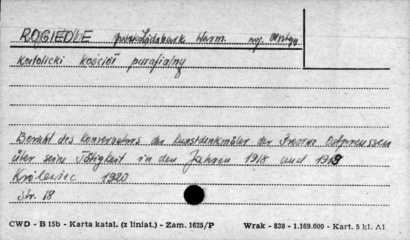 ROGIEDLE pow. Lidzbark Warm. woj. Olsztyn
Katolicki kościół parafialny
Bericht des Konservators der Kunstdenkmäler der Provinz Ostpreussen
über seine Tätigkeit in den Jahren 1918 und 1919
Królewiec 1920
Str. 18
CWD - B 15b - Karta katal. (z liniat.) - Zam. 1625/P Wrak - 839 - 1.169.600 - Kart. 5 kl. A1